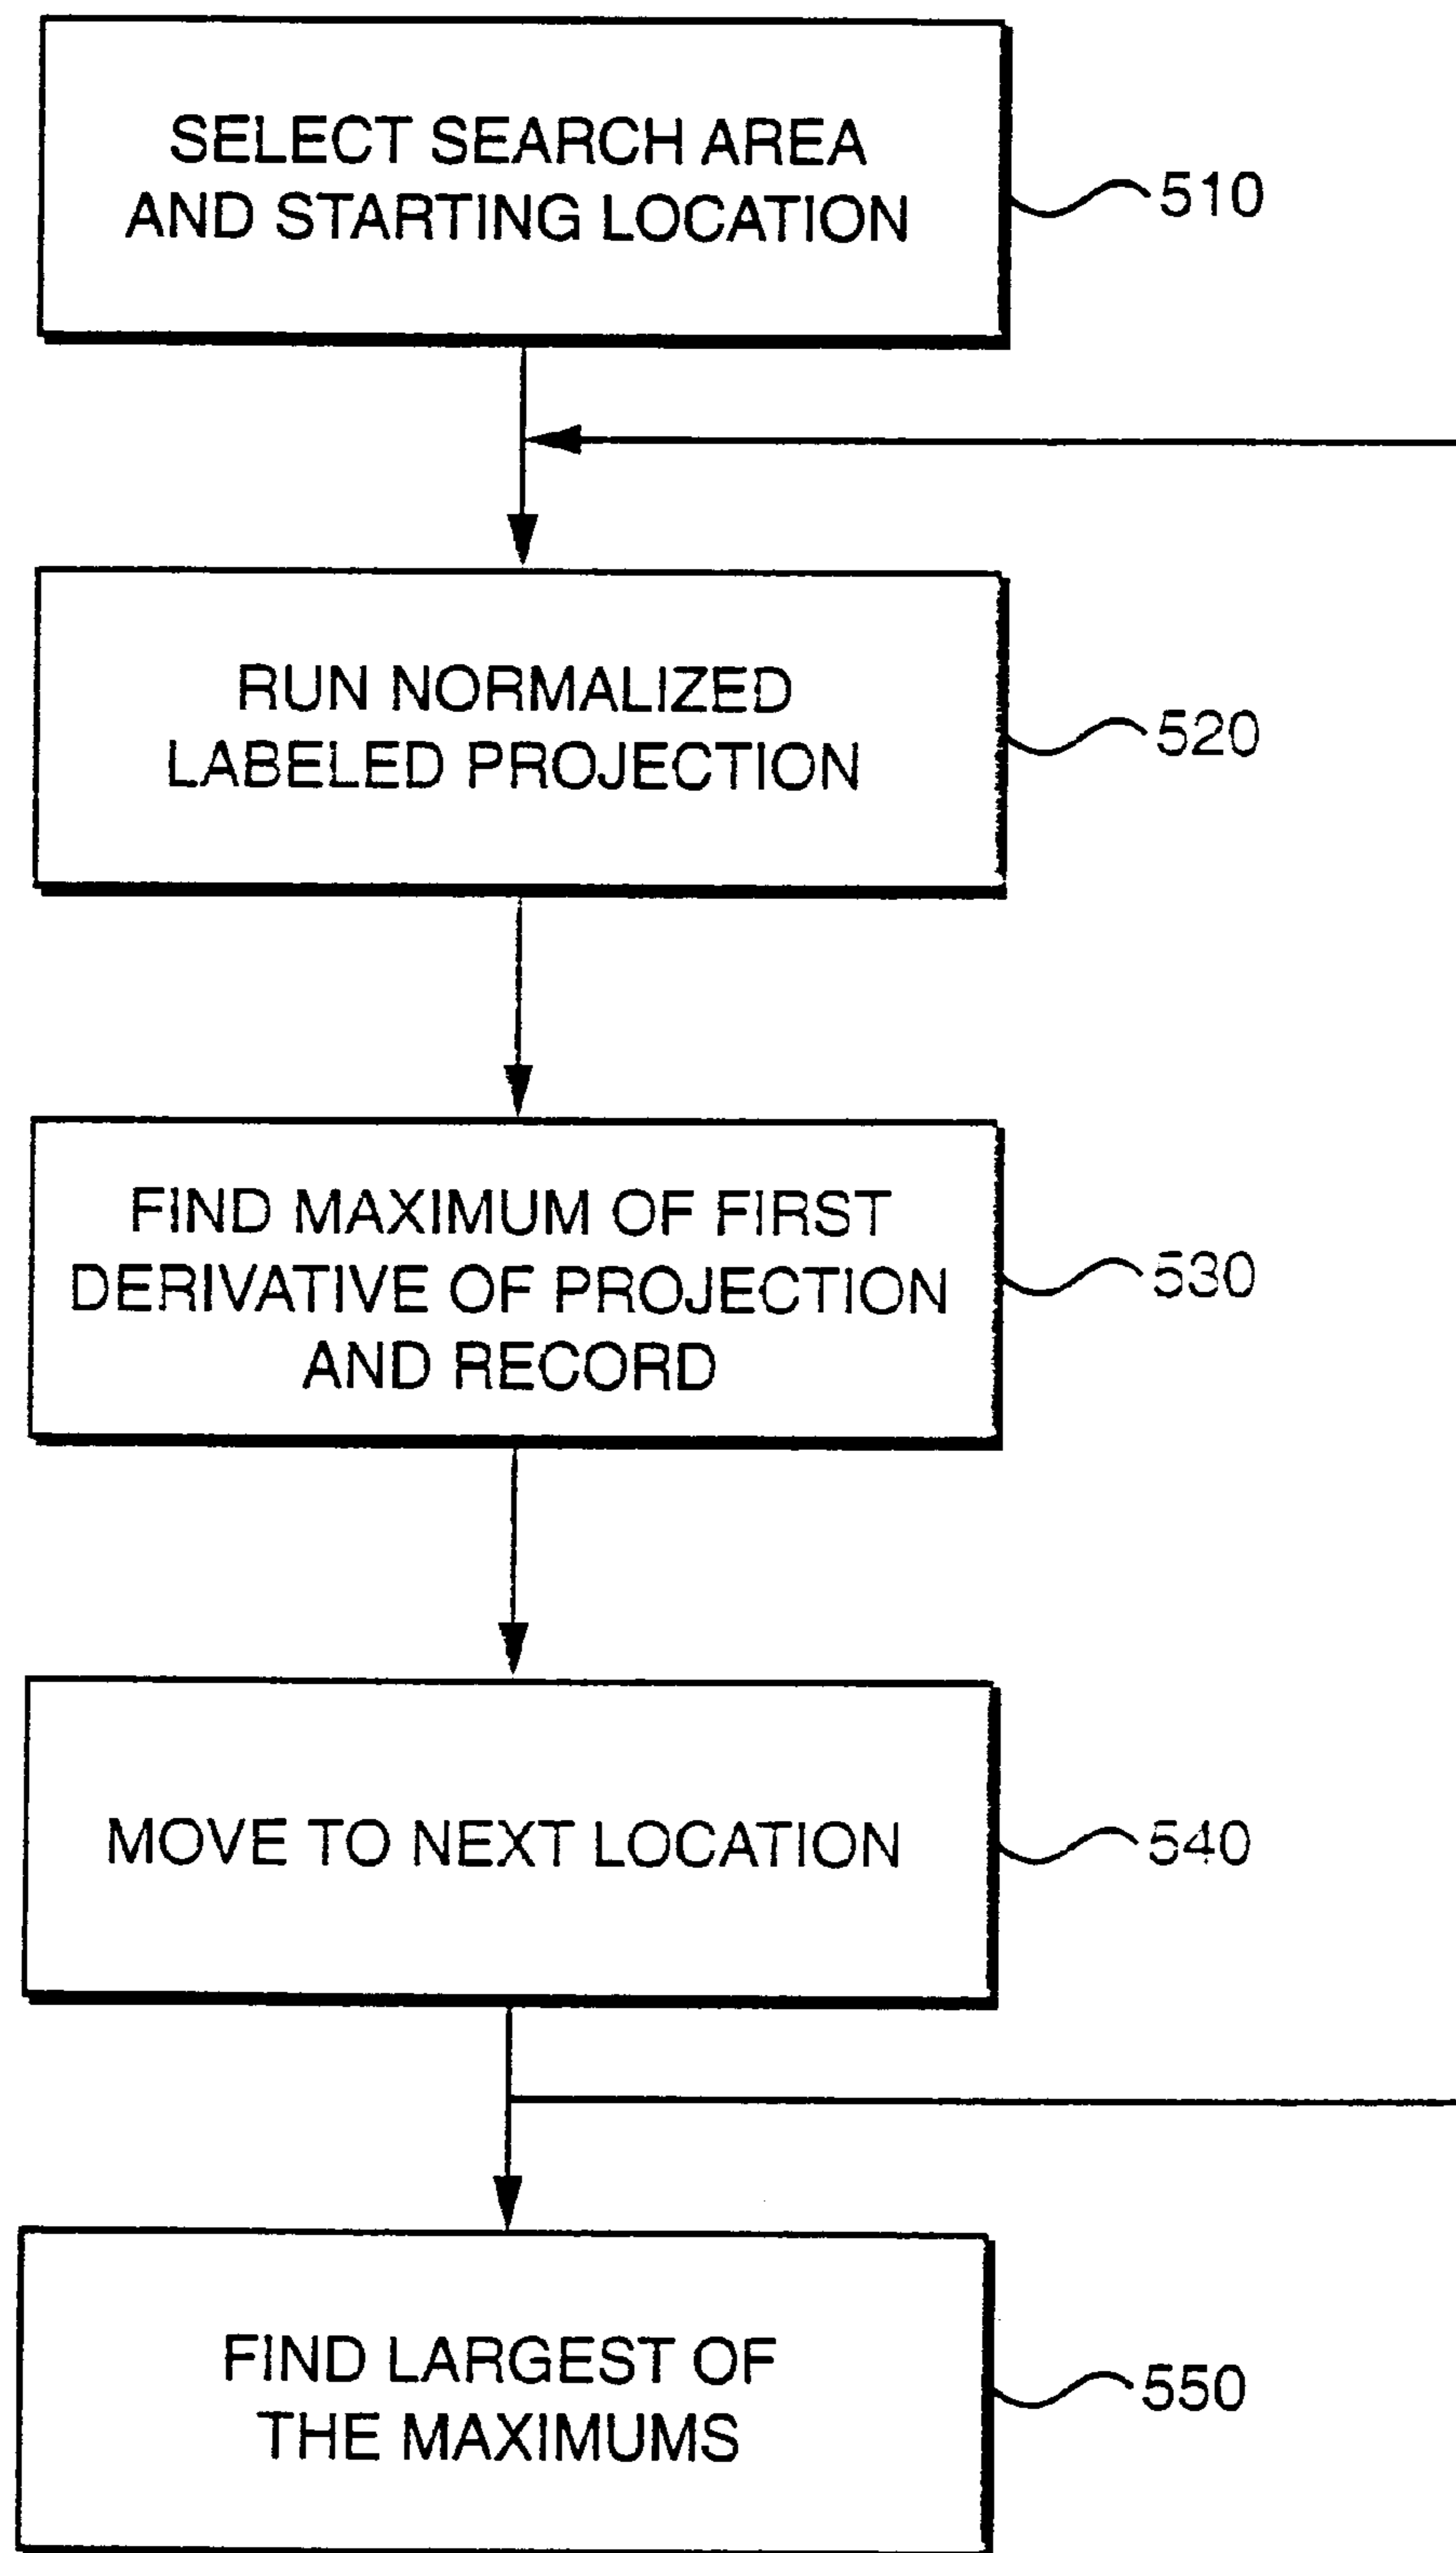 SELECT SEARCH AREA
AND STARTING LOCATION
510
RUN NORMALIZED
LABELED PROJECTION
520
FIND MAXIMUM OF FIRST
DERIVATIVE OF PROJECTION
AND RECORD
530
MOVE TO NEXT LOCATION
540
FIND LARGEST OF
THE MAXIMUMS
550